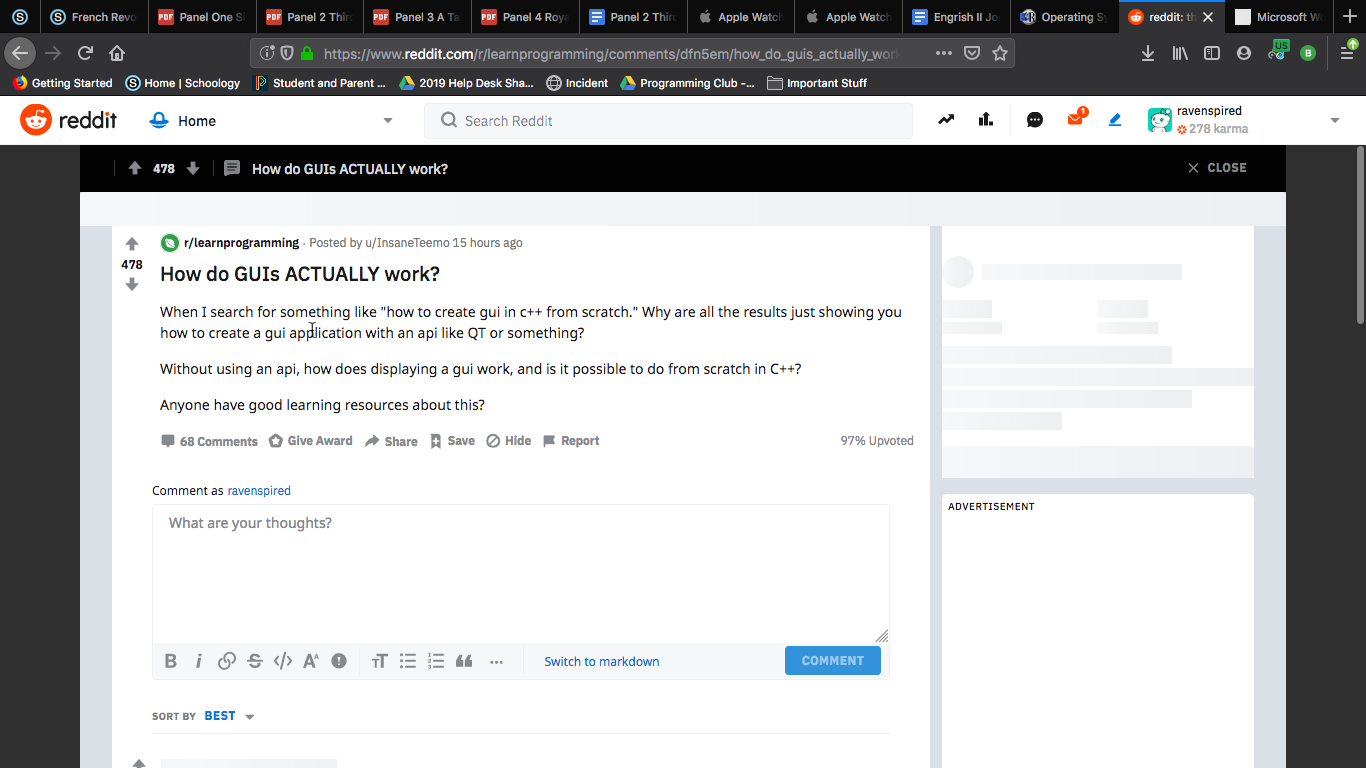 French Revo
Panel One Si
Panel 2 Thir
Panel 3 A Ta
Panel 4 Roya
Panel 2 Thir
Apple Watch
Apple Watch
Engrish II Jo
Operating Sy
reddit: th
Microsoft W
https://www.reddit.com/r/learnprogramming/comments/dfn5em/how_do_guis_actually_wor
US
B
Getting Started
Home | Schoology
Student and Parent ...
2019 Help Desk Sha...
Incident
Programming Club -...
Important Stuff
reddit
Home
Search Reddit
1
ravenspired
278 karma
478
How do GUIs ACTUALLY work?
CLOSE
r/learnprogramming · Posted by u/InsaneTeemo 15 hours ago
478
How do GUIs ACTUALLY work?
When I search for something like "how to create gui in c++ from scratch." Why are all the results just showing you
how to create a gui application with an api like QT or something?
Without using an api, how does displaying a gui work, and is it possible to do from scratch in C++?
Anyone have good learning resources about this?
68 Comments
Give Award
Share
Save
Hide
Report
97% Upvoted
Comment as ravenspired
What are your thoughts?
Switch to markdown
COMMENT
SORT BY BEST
ADVERTISEMENT